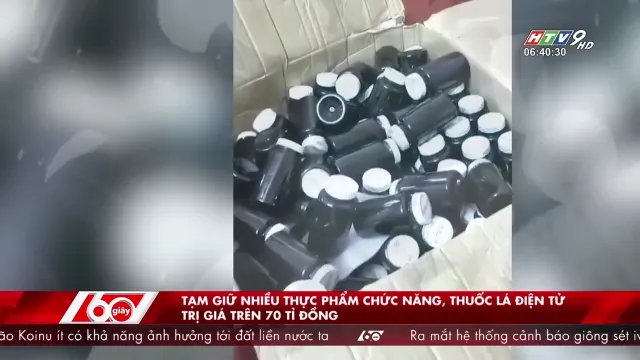 HTV9 HD
06:40:30
60 giây
TẠM GIỮ NHIỀU THỰC PHẨM CHỨC NĂNG, THUỐC LÁ ĐIỆN TỬ
TRỊ GIÁ TRÊN 70 TỈ ĐỒNG
ão Koinu ít có khả năng ảnh hưởng tới đất liền nước ta 60 giây Ra mắt hệ thống cảnh báo giông sét